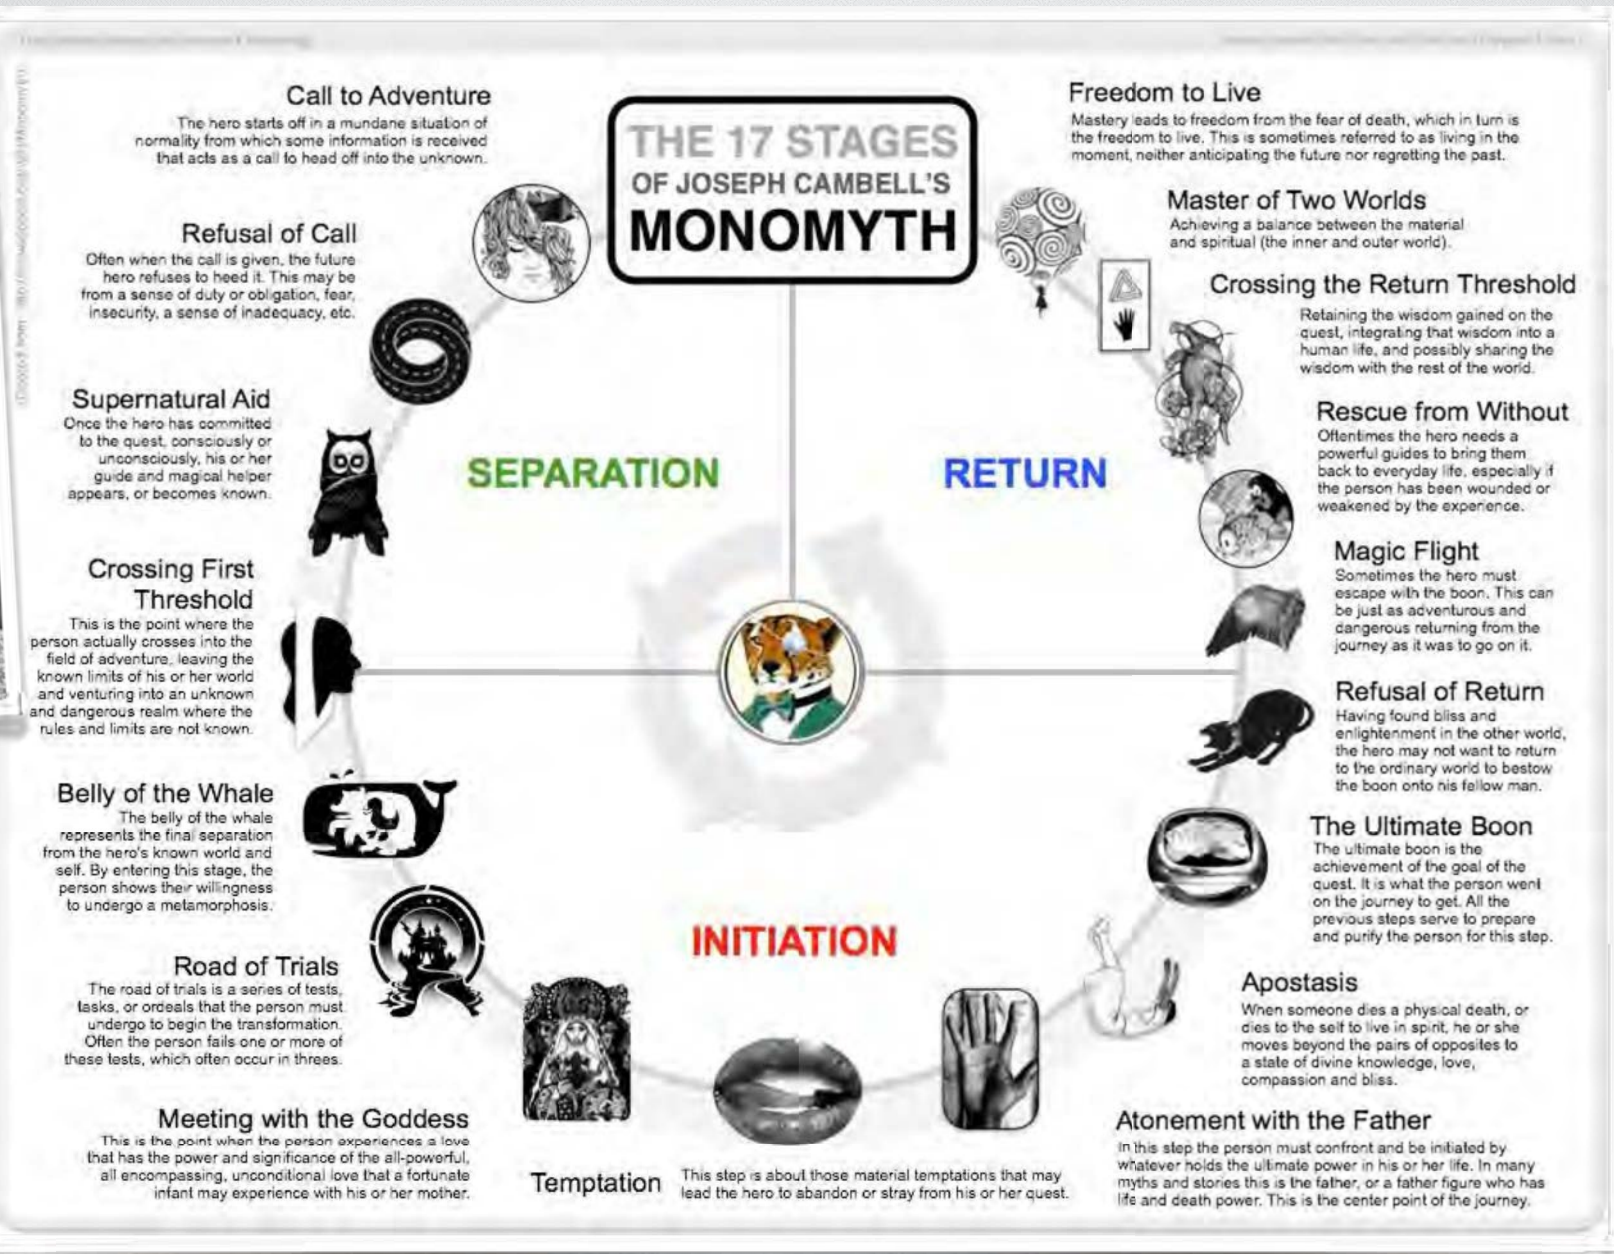 THE 17 STAGES
OF JOSEPH CAMBELL'S
MONOMYTH
Call to Adventure
The hero starts off in a mundane situation of
normality from which some information is received
that acts as a call to head off into the unknown.
Refusal of Call
Often when the call is given, the future
hero refuses to heed it. This may be
from a sense of duty or obligation, fear,
insecurity, a sense of inadequacy, etc.
Supernatural Aid
Once the hero has committed
to the quest, consciously or
unconsciously, his or her
guide and magical helper
appears, or becomes known.
Crossing First
Threshold
This is the point where the
person actually crosses into the
field of adventure, leaving the
known limits of his or her world
and venturing into an unknown
and dangerous realm where the
rules and limits are not known.
Belly of the Whale
The belly of the whale
represents the final separation
from the hero's known world and
self. By entering this stage, the
person shows their willingness
to undergo a metamorphosis.
Road of Trials
The road of trials is a series of tests,
tasks, or ordeals that the person must
undergo to begin the transformation.
Often the person fails one or more of
these tests, which often occur in threes.
Meeting with the Goddess
This is the point when the person experiences a love
that has the power and significance of the all-powerful,
all encompassing, unconditional love that a fortunate
infant may experience with his or her mother.
Temptation
This step is about those material temptations that may
lead the hero to abandon or stray from his or her quest.
Atonement with the Father
In this step the person must confront and be initiated by
whatever holds the ultimate power in his or her life. In many
myths and stories this is the father, or a father figure who has
life and death power. This is the center point of the journey.
Apostasis
When someone dies a physical death, or
dies to the self to live in spirit, he or she
moves beyond the pairs of opposites to
a state of divine knowledge, love,
compassion and bliss.
The Ultimate Boon
The ultimate boon is the
achievement of the goal of the
quest. It is what the person went
on the journey to get. All the
previous steps serve to prepare
and purify the person for this step.
Refusal of Return
Having found bliss and
enlightenment in the other world,
the hero may not want to return
to the ordinary world to bestow
the boon onto his fellow man.
Magic Flight
Sometimes the hero must
escape with the boon. This can
be just as adventurous and
dangerous returning from the
journey as it was to go on it.
Rescue from Without
Oftentimes the hero needs a
powerful guides to bring them
back to everyday life, especially if
the person has been wounded or
weakened by the experience.
Crossing the Return Threshold
Retaining the wisdom gained on the
quest, integrating that wisdom into a
human life, and possibly sharing the
wisdom with the rest of the world.
Master of Two Worlds
Achieving a balance between the material
and spiritual (the inner and outer world).
Freedom to Live
Mastery leads to freedom from the fear of death, which in turn is
the freedom to live. This is sometimes referred to as living in the
moment, neither anticipating the future nor regretting the past.
SEPARATION
RETURN
INITIATION